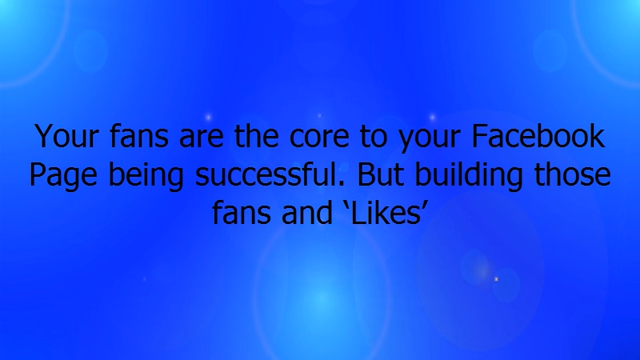 Your fans are the core to your Facebook
Page being successful. But building those
fans and ‘Likes’